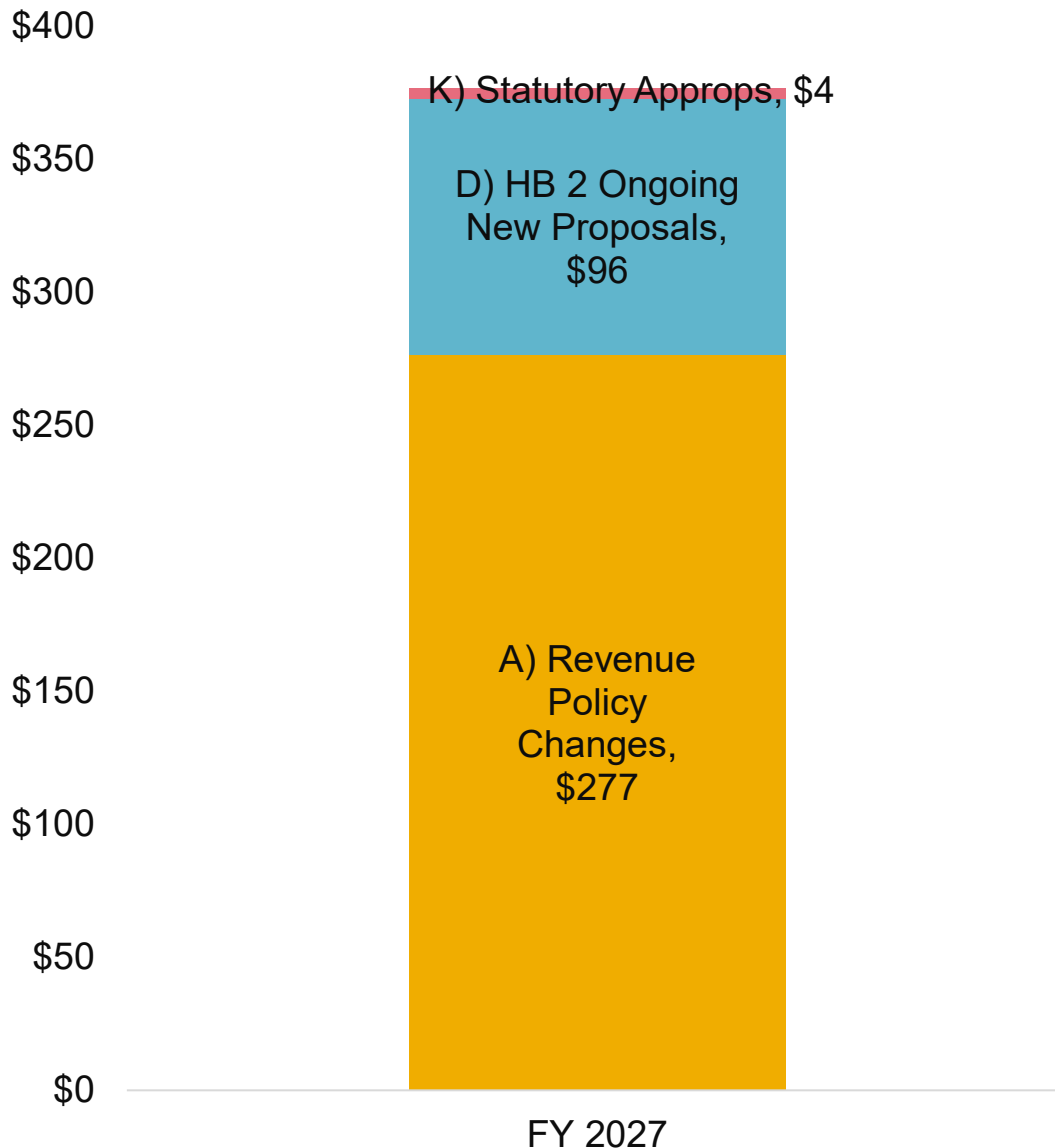 $400
$350
$300
$250
$200
$150
$100
$50
$0
K) Statutory Approps, $4
D) HB 2 Ongoing
New Proposals,
$96
A) Revenue
Policy
Changes,
$277
FY 2027